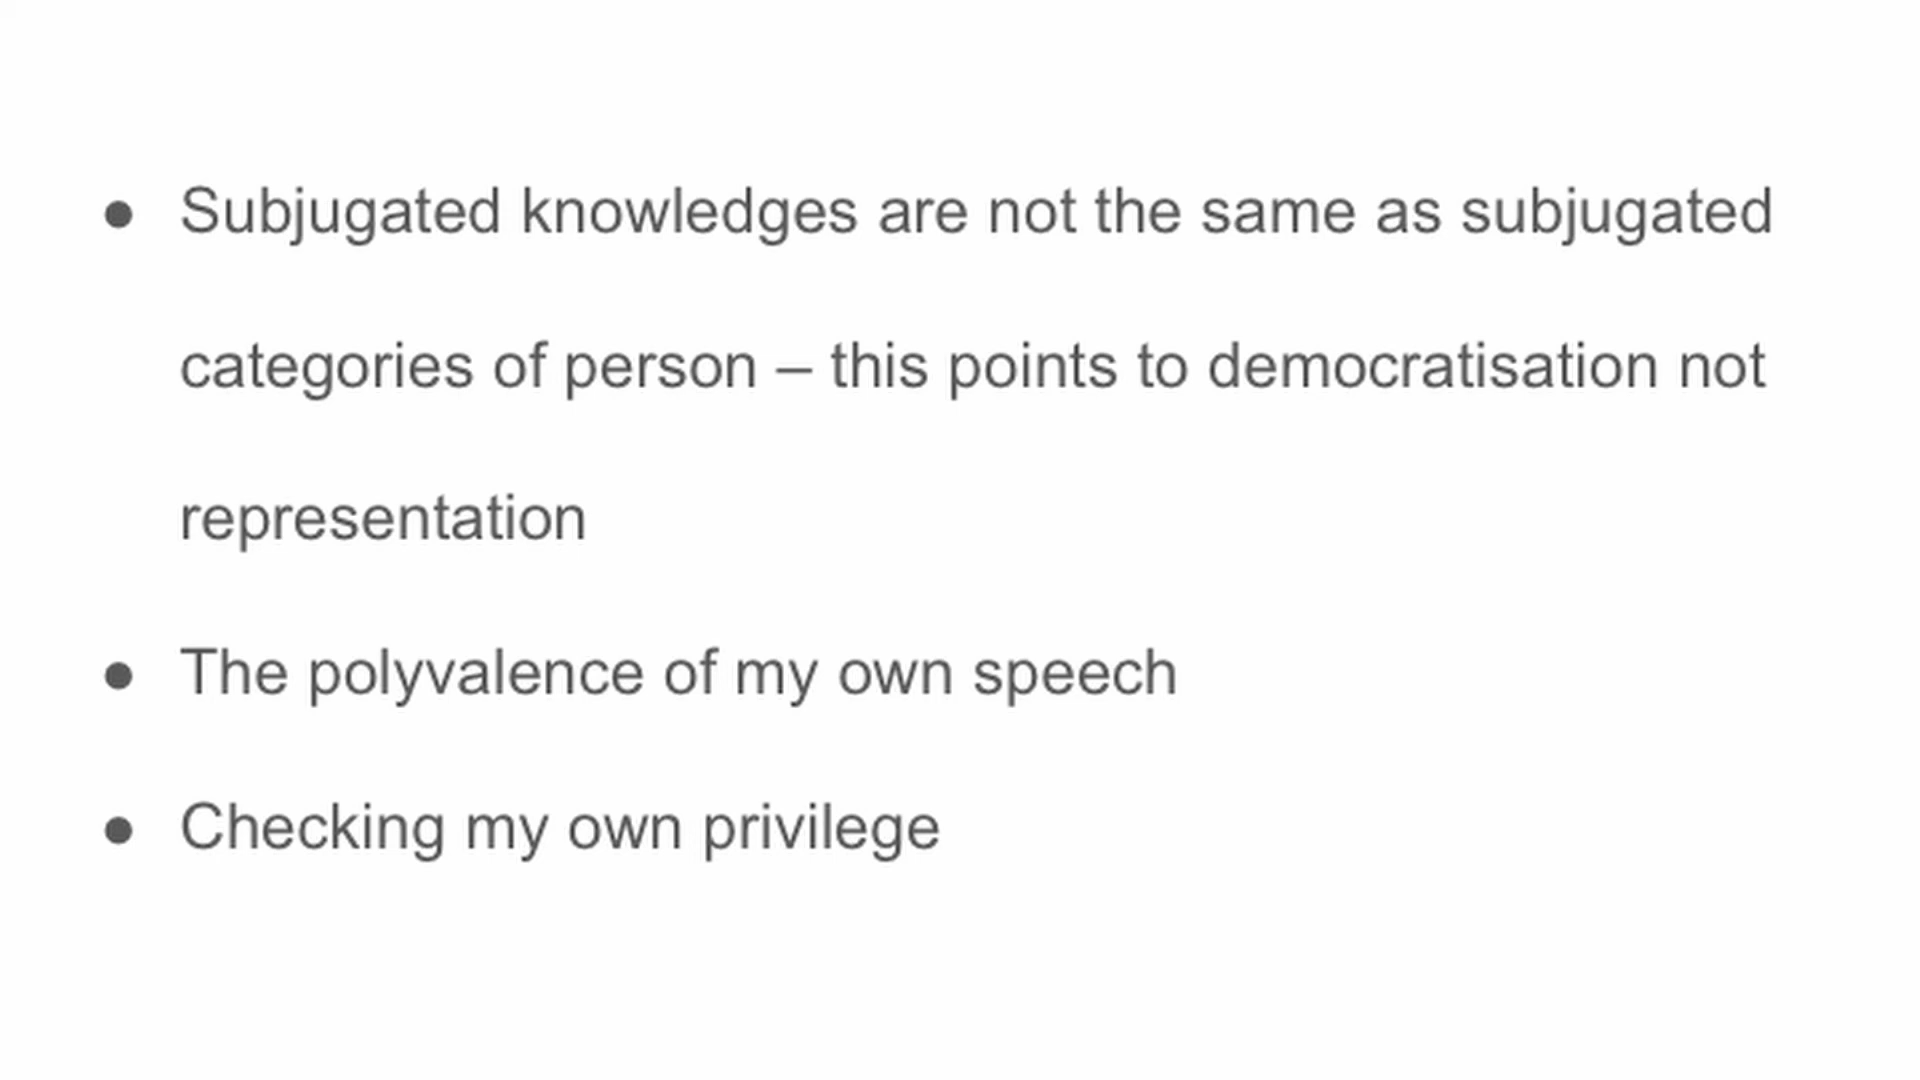 ● Subjugated knowledges are not the same as subjugated
categories of person – this points to democratisation not
representation
● The polyvalence of my own speech
● Checking my own privilege